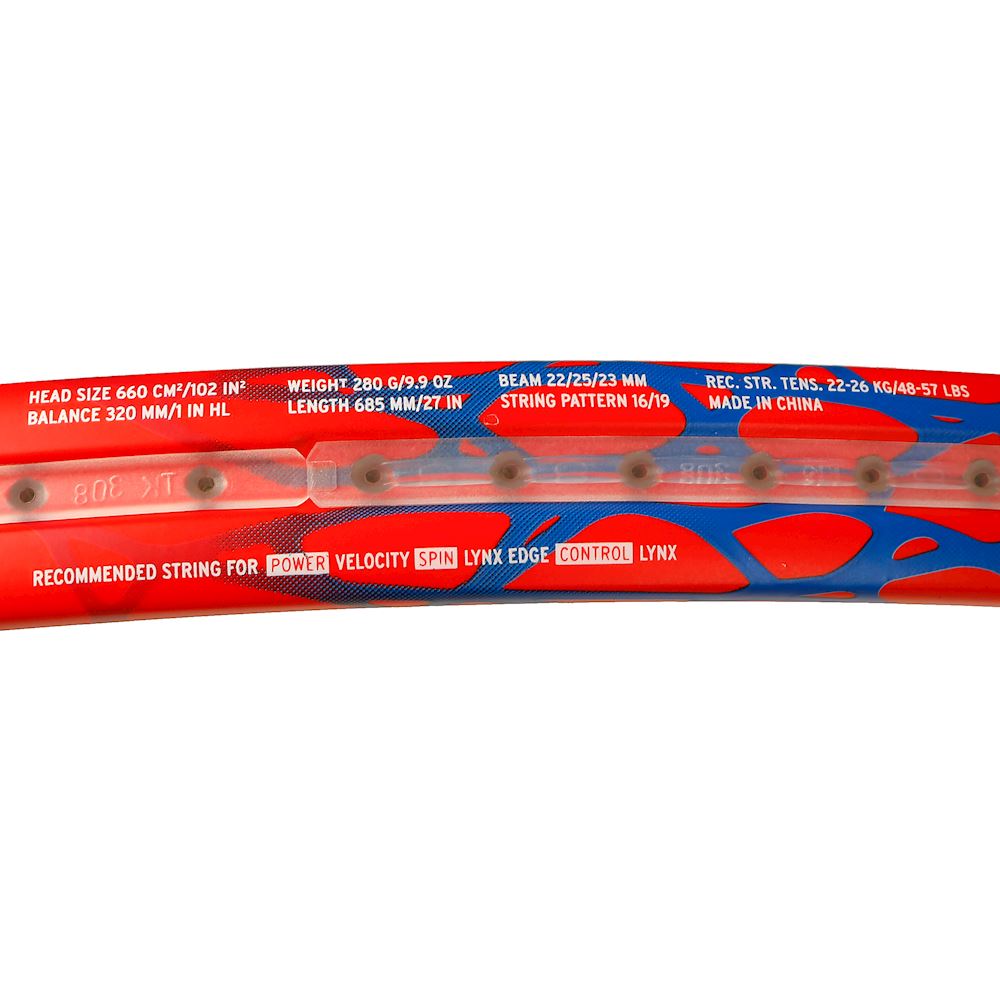 HEAD SIZE 660 CM²/102 IN²
BALANCE 320 MM/1 IN HL
WEIGHT 280 G/9.9 OZ
LENGTH 685 MM/27 IN
BEAM 22/25/23 MM
STRING PATTERN 16/19
REC. STR. TENS. 22-26 KG/48-57 LBS
MADE IN CHINA
TK 308
RECOMMENDED STRING FOR POWER VELOCITY SPIN LYNX EDGE CONTROL LYNX